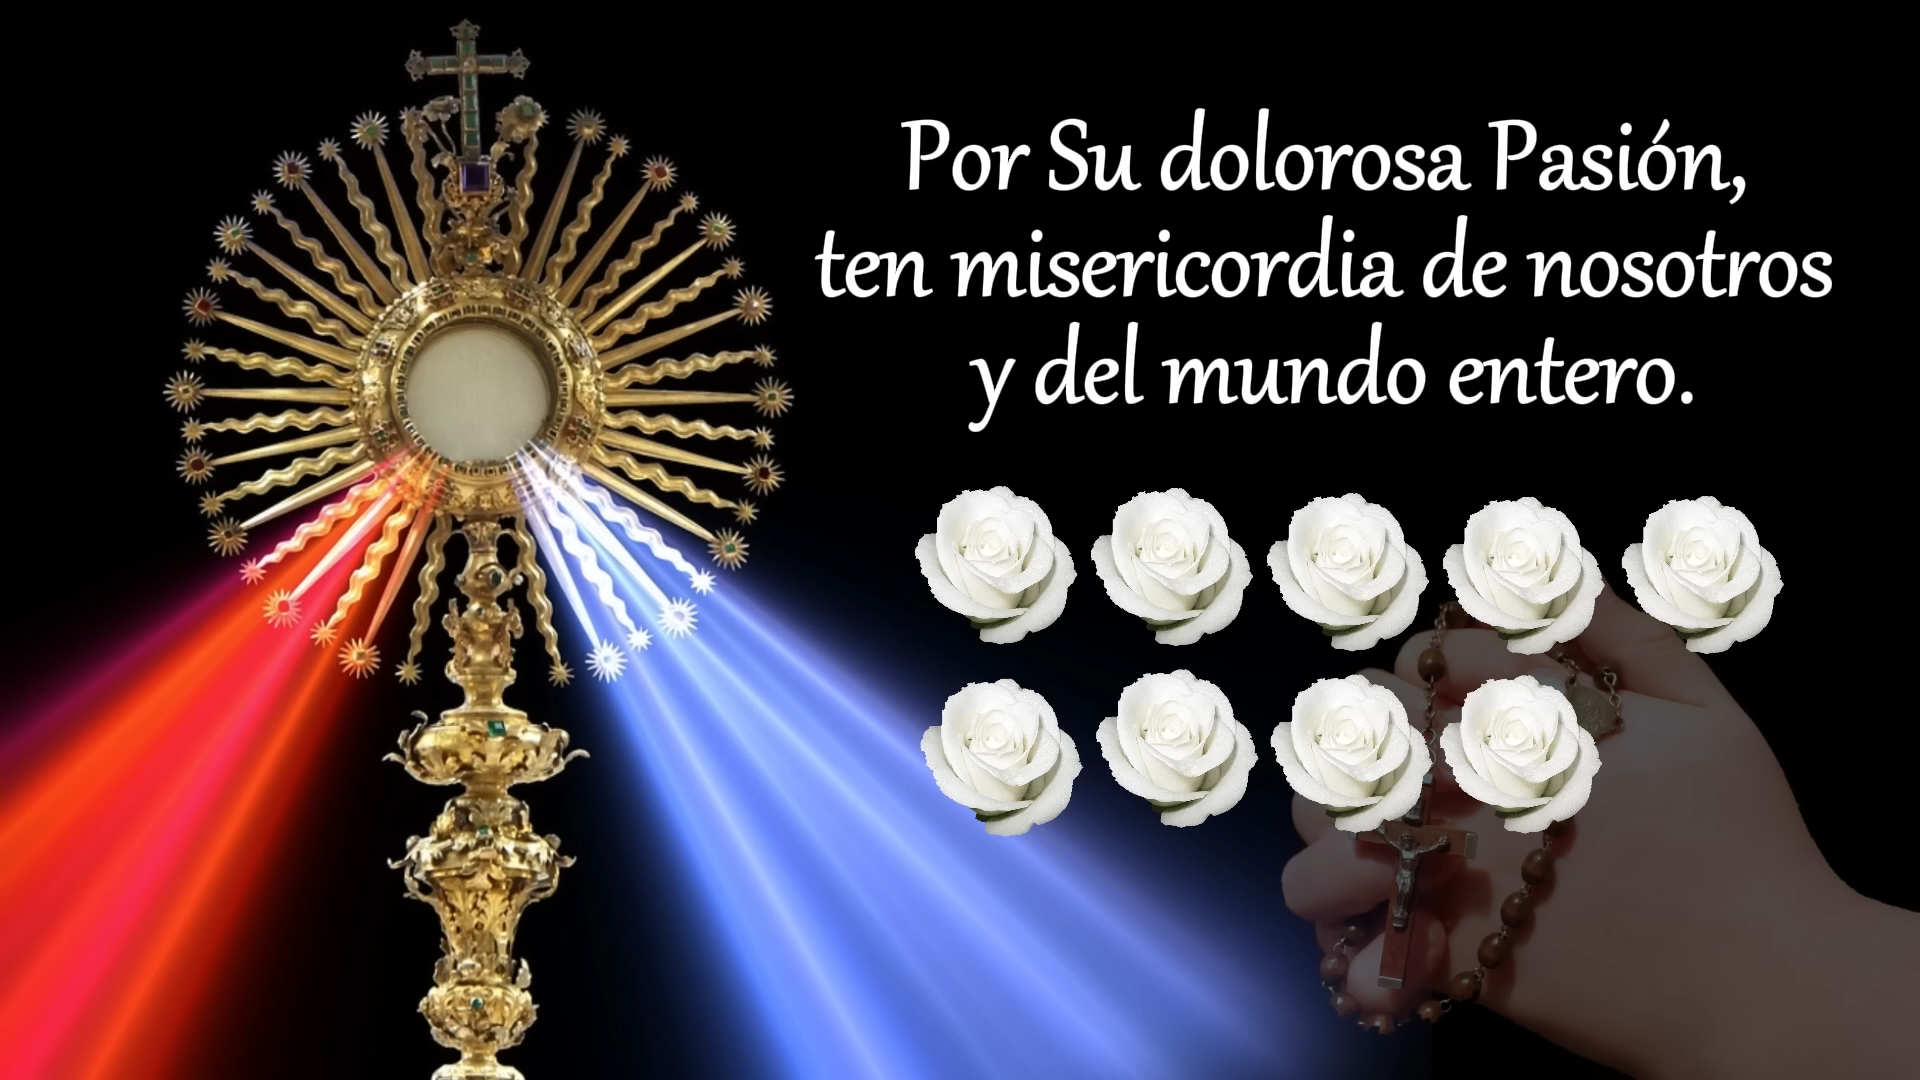 Por Su dolorosa Pasión,
ten misericordia de nosotros
y del mundo entero.